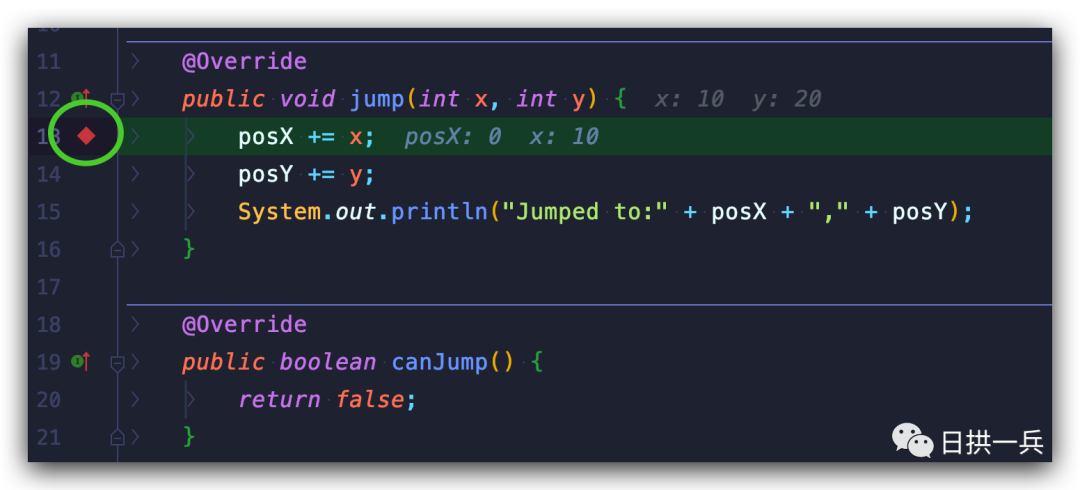 11 @Override
12 public void jump(int x, int y) { x: 10 y: 20
13 posX += x; posX: 0 x: 10
14 posY += y;
15 System.out.println("Jumped to:" + posX + "," + posY);
16 }
17
18 @Override
19 public boolean canJump() {
20 return false;
21 }
日拱一兵